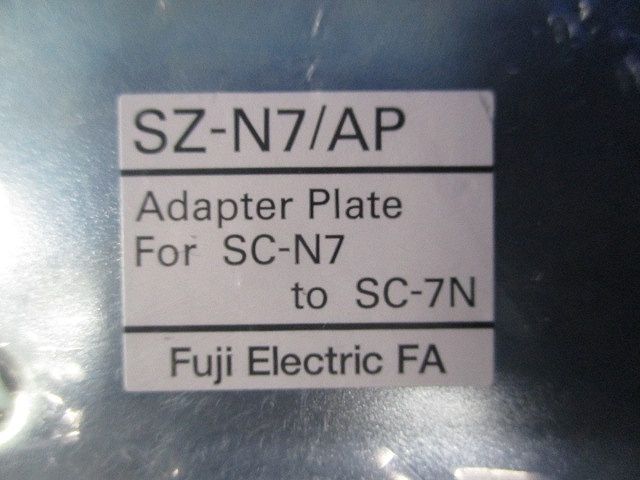 SZ-N7/AP
Adapter Plate
For SC-N7
to SC-7N
Fuji Electric FA